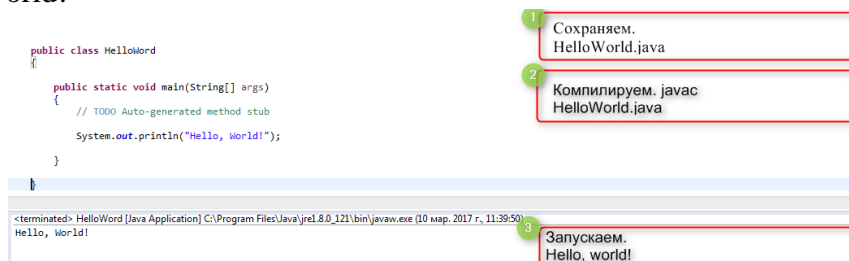 orld!
1
Сохраняем.
HelloWorld.java
public class HelloWord
{
2
Компилируем. javac
HelloWorld.java
public static void main(String[] args)
{
// TODO Auto-generated method stub
System.out.println("Hello, World!");
}
}
<terminated> HelloWord [Java Application] C:\Program Files\Java\jre1.8.0_121\bin\javaw.exe (10 мар. 2017 г., 11:39:50)
Hello, World!
3
Запускаем.
Hello, world!